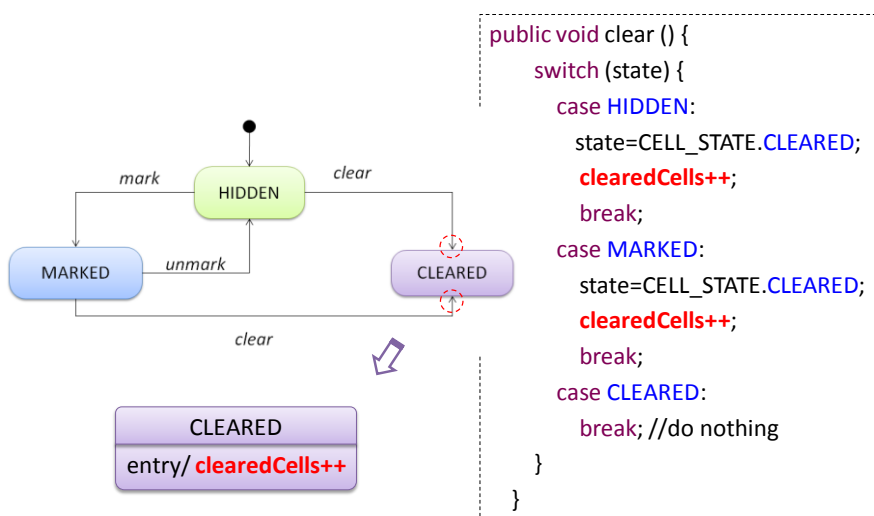 mark
clear
HIDDEN
MARKED
unmark
CLEARED
clear
CLEARED
entry/ clearedCells++
public void clear () {
switch (state) {
case HIDDEN:
state=CELL_STATE.CLEARED;
clearedCells++;
break;
case MARKED:
state=CELL_STATE.CLEARED;
clearedCells++;
break;
case CLEARED:
break; //do nothing
}
}